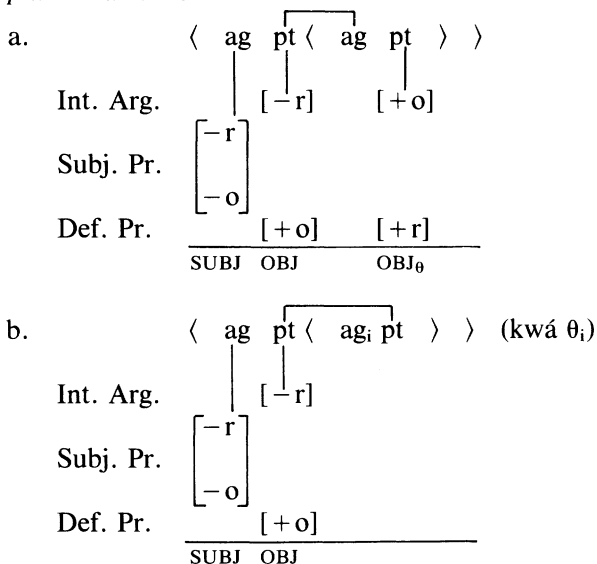 a. ⟨ ag pt ⟨ ag pt ⟩ ⟩
Int. Arg. [−r] [+o]
[−r
Subj. Pr.
−o]
Def. Pr. [+o] [+r]
SUBJ OBJ OBJθ
b. ⟨ ag pt ⟨ agᵢ pt ⟩ ⟩ (kwá θᵢ)
Int. Arg. [−r]
[−r
Subj. Pr.
−o]
Def. Pr. [+o]
SUBJ OBJ